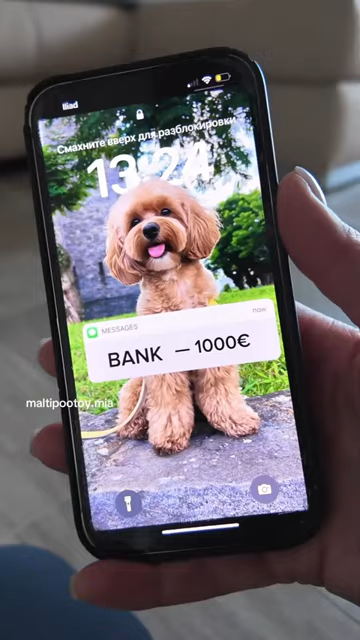 Iliad
Смахните вверх для разблокировки
13:24
MESSAGES
now
BANK – 1000€
maltipootoy.mia